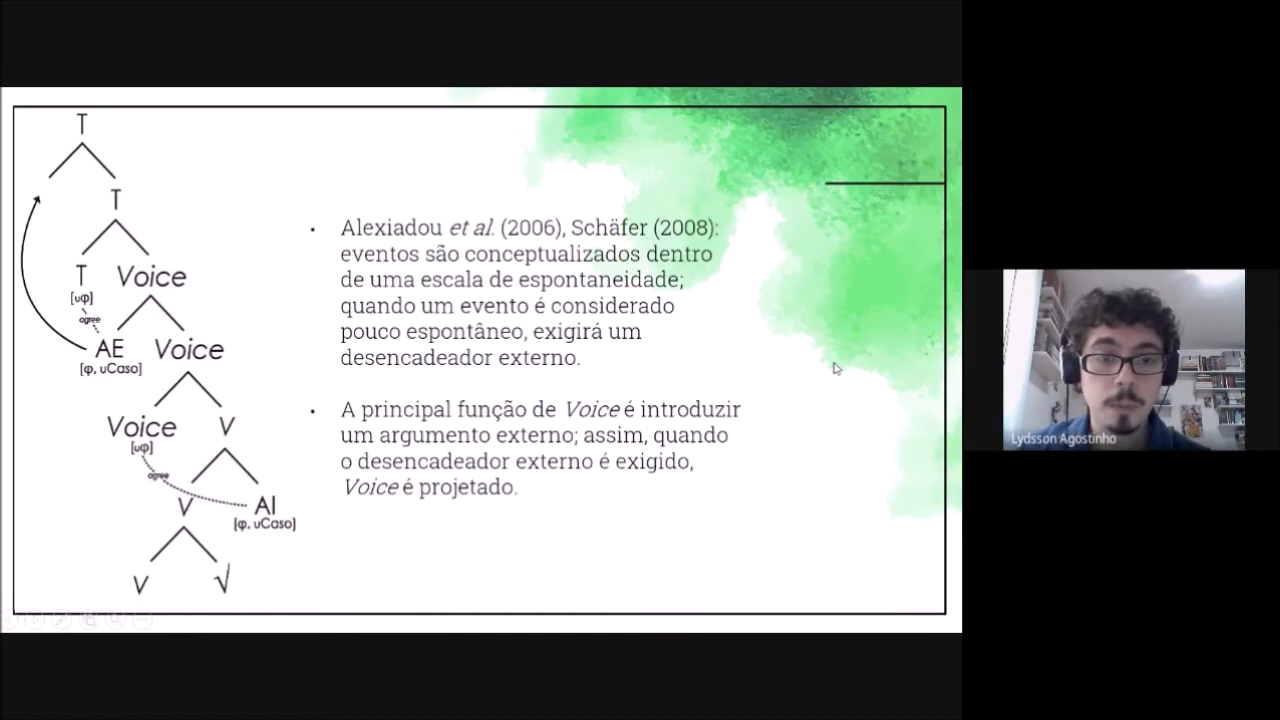 T
T
T Voice
[uφ]
agree
AE Voice
[φ, uCaso]
Voice V
[uφ]
agree
V AI
[φ, uCaso]
V √
• Alexiadou et al. (2006), Schäfer (2008):
eventos são conceptualizados dentro
de uma escala de espontaneidade;
quando um evento é considerado
pouco espontâneo, exigirá um
desencadeador externo.
• A principal função de Voice é introduzir
um argumento externo; assim, quando
o desencadeador externo é exigido,
Voice é projetado.
Lydsson Agostinho